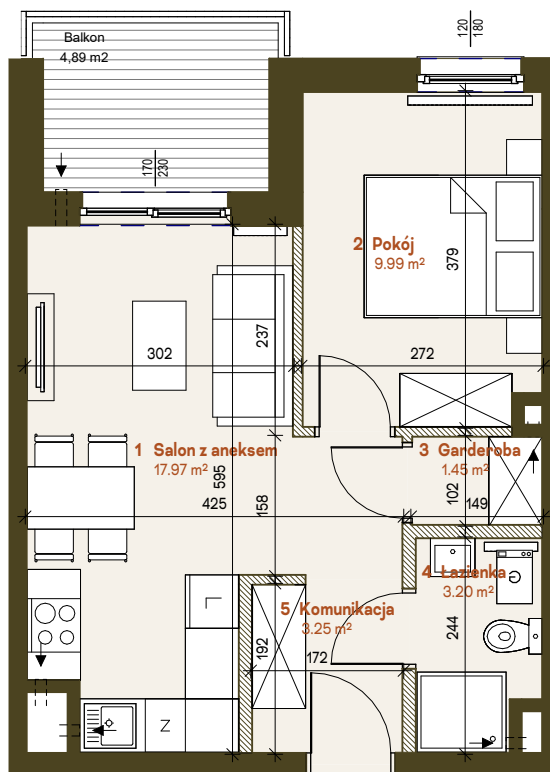 Balkon
4,89 m2
120
180
170
230
2 Pokój
9.99 m²
379
237
302
272
1 Salon z aneksem
17.97 m²
3 Garderoba
1.45 m²
595
158
102
425
149
4 Łazienka
3.20 m²
5 Komunikacja
3.25 m²
192
172
244
L
Z